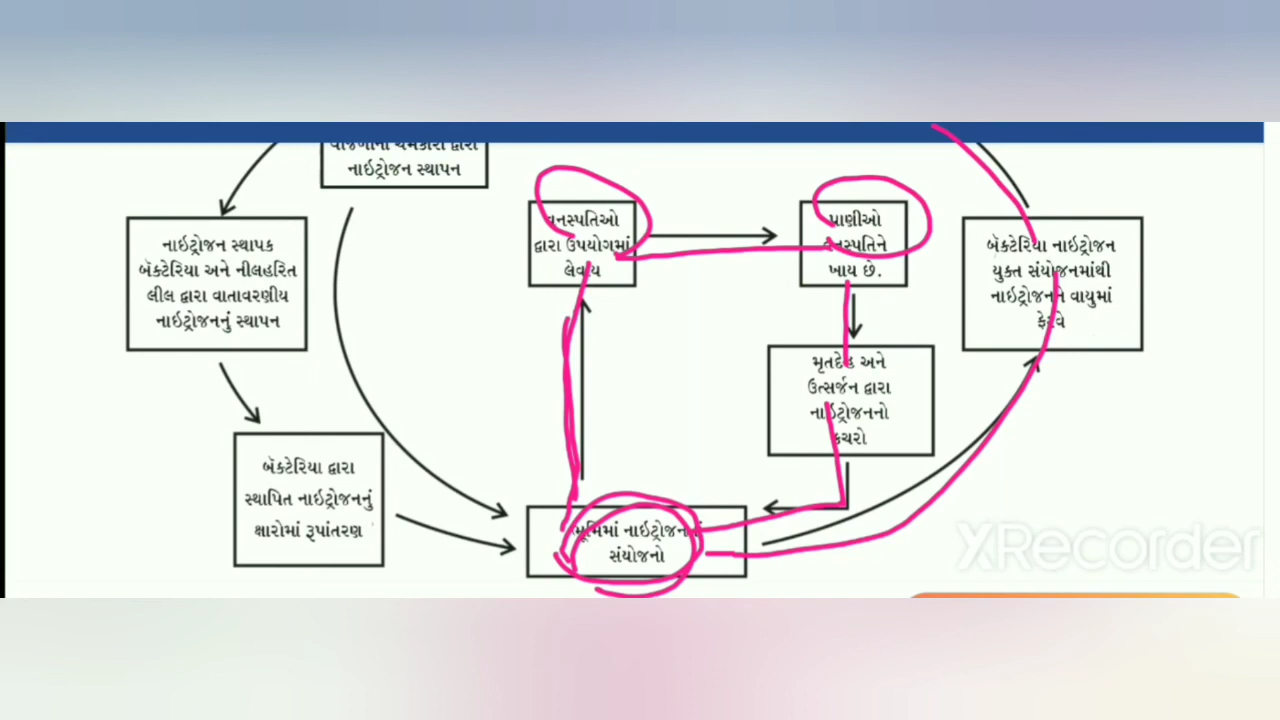 નાઇટ્રોજન સ્થાપન
નાઇટ્રોજન સ્થાપક
બૅક્ટેરિયા અને નીલહરિત
લીલ દ્વારા વાતાવરણીય
નાઇટ્રોજનનું સ્થાપન
વનસ્પતિઓ
દ્વારા ઉપયોગમાં
લેવાય
પ્રાણીઓ
વનસ્પતિને
ખાય છે.
બૅક્ટેરિયા નાઇટ્રોજન
યુક્ત સંયોજનમાંથી
નાઇટ્રોજનને વાયુમાં
ફેરવે
મૃતદેહ અને
ઉત્સર્જન દ્વારા
નાઇટ્રોજનનો
કચરો
બૅક્ટેરિયા દ્વારા
સ્થાપિત નાઇટ્રોજનનું
ક્ષારોમાં રૂપાંતરણ
ભૂમિમાં નાઇટ્રોજનનાં
સંયોજનો
XRecorder